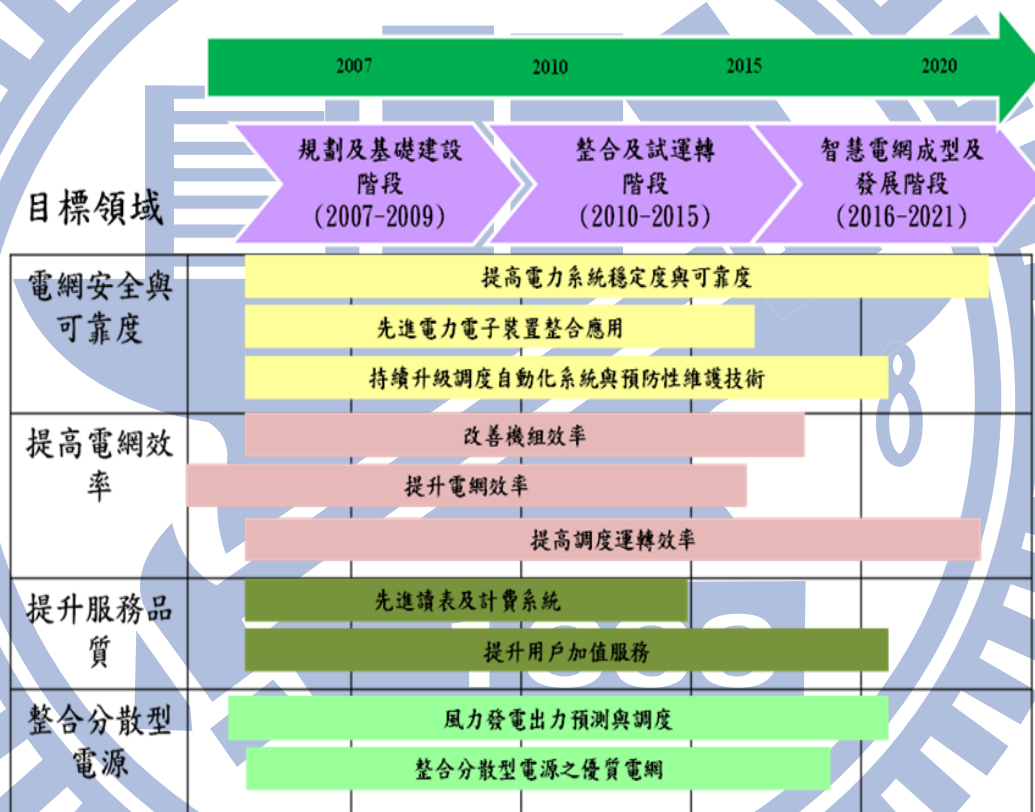 2007 2010 2015 2020
規劃及基礎建設
階段
(2007-2009)
整合及試運轉
階段
(2010-2015)
智慧電網成型及
發展階段
(2016-2021)
目標領域
電網安全與
可靠度
提高電力系統穩定度與可靠度
先進電力電子裝置整合應用
持續升級調度自動化系統與預防性維護技術
提高電網效
率
改善機組效率
提升電網效率
提高調度運轉效率
提升服務品
質
先進讀表及計費系統
提升用戶加值服務
整合分散型
電源
風力發電出力預測與調度
整合分散型電源之優質電網